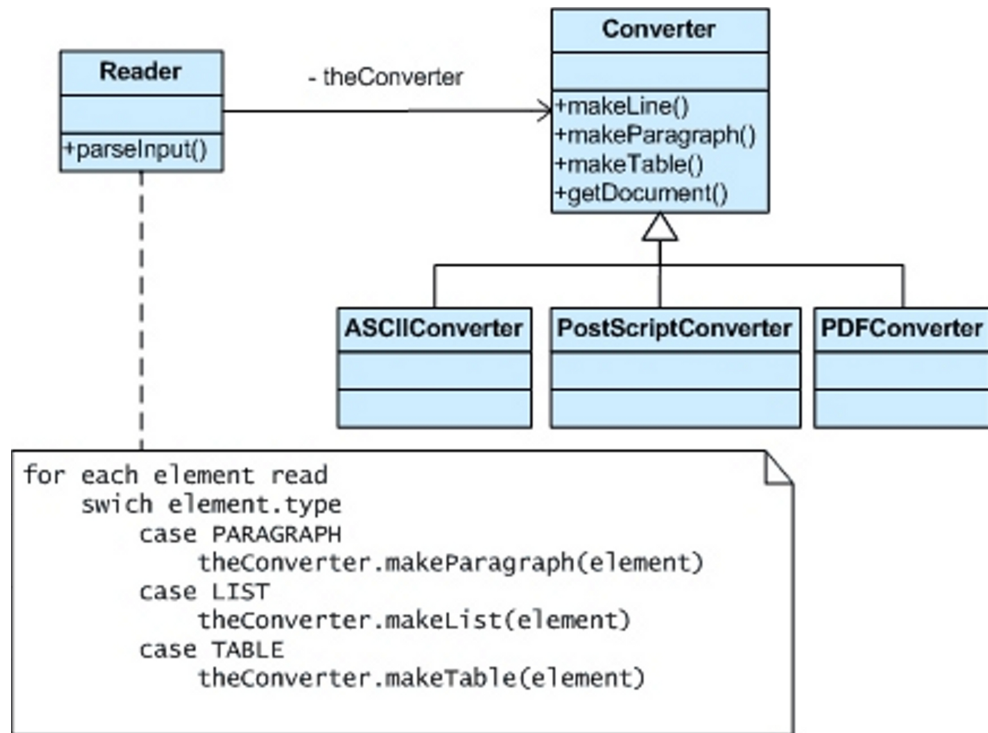 Converter
Reader
- theConverter
+makeLine()
+makeParagraph()
+makeTable()
+getDocument()
+parseInput()
ASCIIConverter
PostScriptConverter
PDFConverter
for each element read
swich element.type
case PARAGRAPH
theConverter.makeParagraph(element)
case LIST
theConverter.makeList(element)
case TABLE
theConverter.makeTable(element)